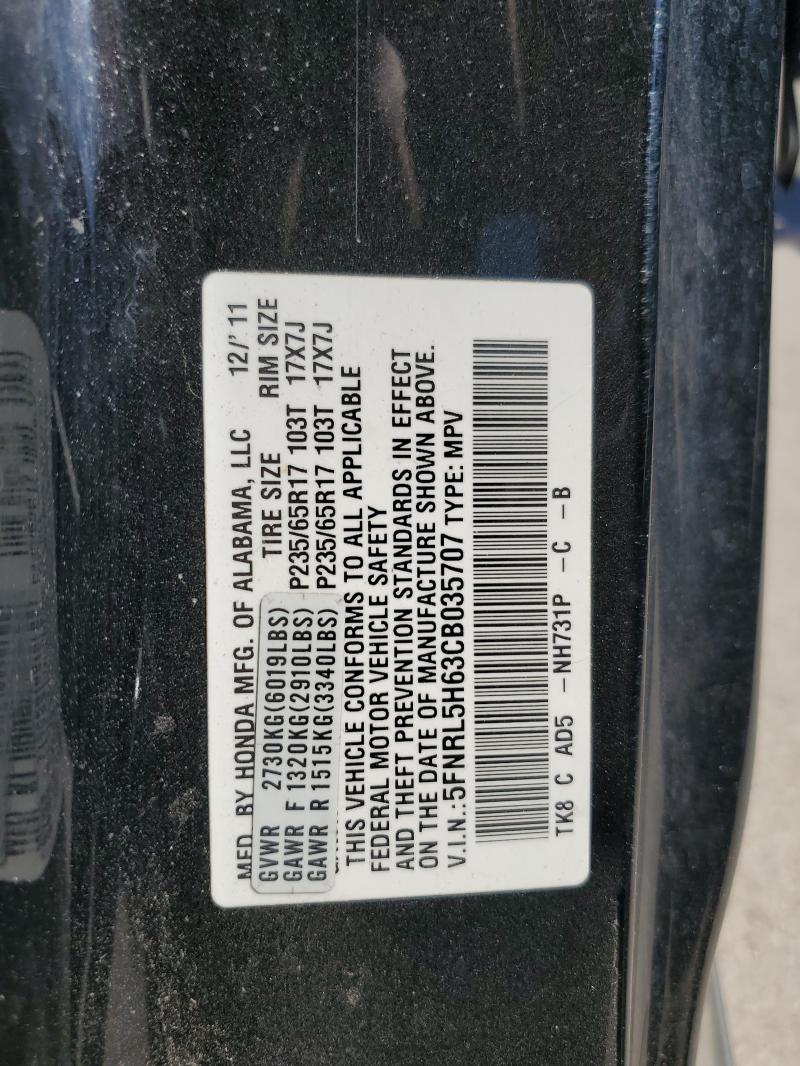 MFD. BY HONDA MFG. OF ALABAMA, LLC 12/'11
GVWR 2730KG(6019LBS) TIRE SIZE RIM SIZE
GAWR F 1320KG(2910LBS) P235/65R17 103T 17X7J
GAWR R 1515KG(3340LBS) P235/65R17 103T 17X7J
THIS VEHICLE CONFORMS TO ALL APPLICABLE
FEDERAL MOTOR VEHICLE SAFETY
AND THEFT PREVENTION STANDARDS IN EFFECT
ON THE DATE OF MANUFACTURE SHOWN ABOVE.
V.I.N.:5FNRL5H63CB035707 TYPE: MPV
TK8 C AD5 -NH731P -C -B